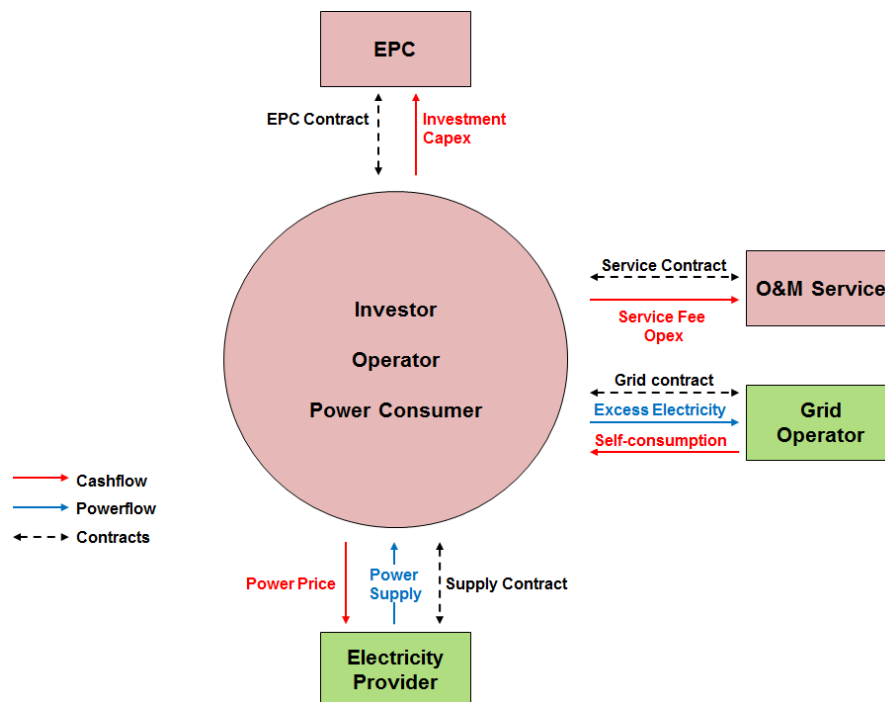 EPC
EPC Contract
Investment
Capex
Service Contract
O&M Service
Service Fee
Opex
Investor
Operator
Power Consumer
Grid contract
Excess Electricity
Self-consumption
Grid
Operator
Cashflow
Powerflow
Contracts
Power Price
Power
Supply
Supply Contract
Electricity
Provider